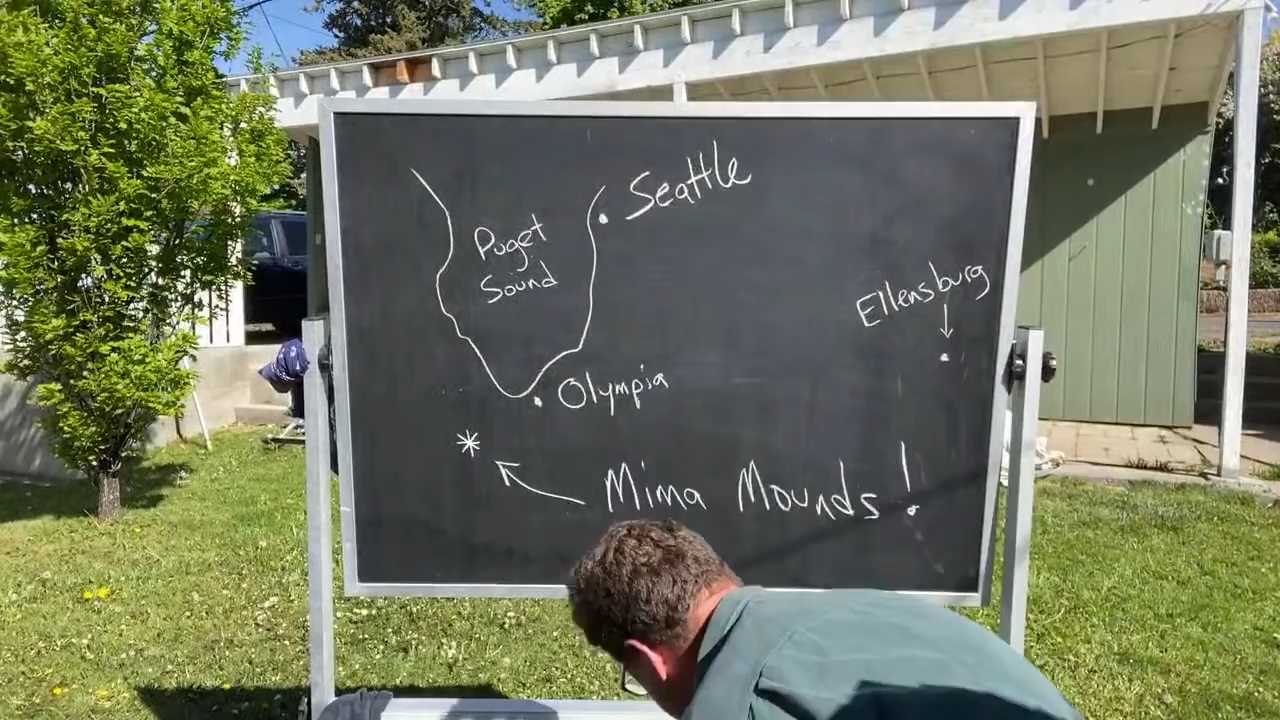 Seattle
Puget
Sound
Ellensburg
Olympia
Mima Mounds!